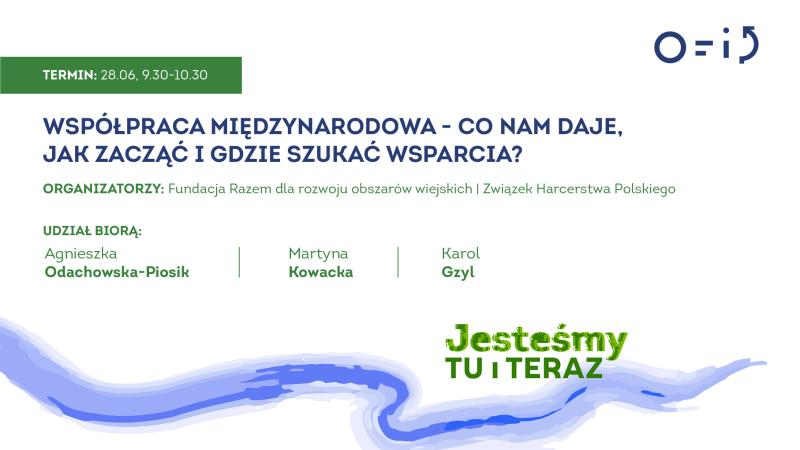 OFiP
TERMIN: 28.06, 9.30-10.30
WSPÓŁPRACA MIĘDZYNARODOWA - CO NAM DAJE,
JAK ZACZĄĆ I GDZIE SZUKAĆ WSPARCIA?
ORGANIZATORZY: Fundacja Razem dla rozwoju obszarów wiejskich | Związek Harcerstwa Polskiego
UDZIAŁ BIORĄ:
Agnieszka
Odachowska-Piosik
Martyna
Kowacka
Karol
Gzyl
Jesteśmy
TU i TERAZ